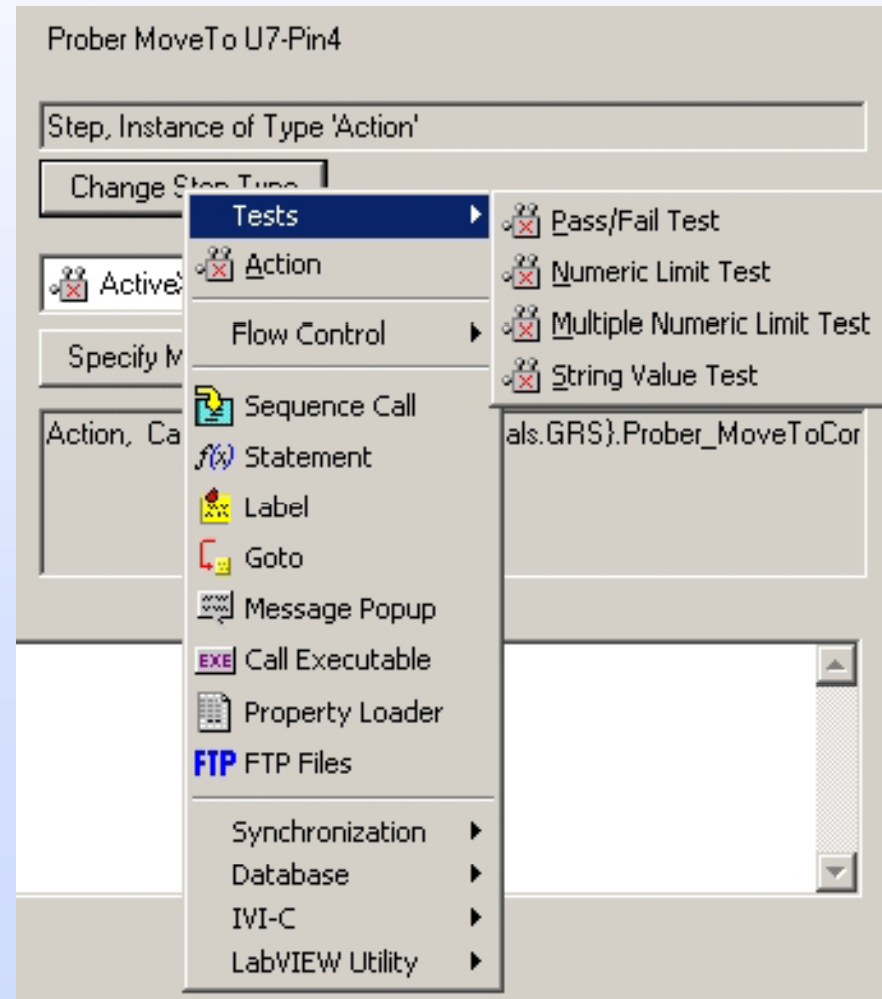 Prober MoveTo U7-Pin4
Step, Instance of Type 'Action'
Change Step Type
Tests
Pass/Fail Test
Action
Numeric Limit Test
Multiple Numeric Limit Test
String Value Test
Flow Control
Specify M
Sequence Call
Action, Ca
als.GRS}.Prober_MoveToCor
f(x) Statement
Label
Goto
Message Popup
EXE Call Executable
Property Loader
FTP FTP Files
Synchronization
Database
IVI-C
LabVIEW Utility